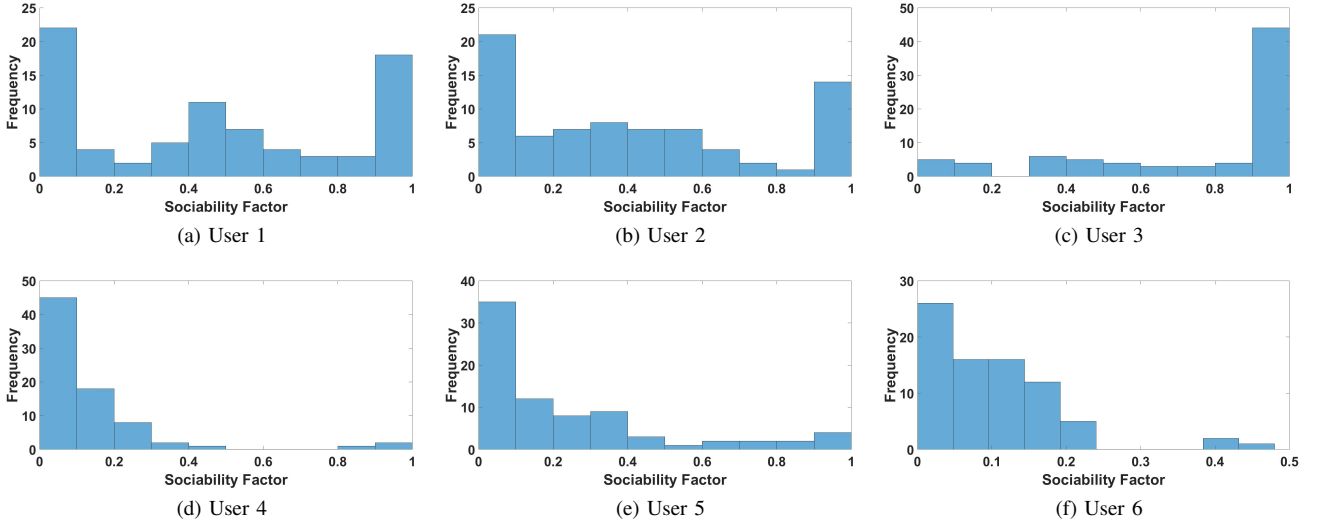 25
20
15
10
5
0
Frequency
0 0.2 0.4 0.6 0.8 1
Sociability Factor
(a) User 1
25
20
15
10
5
0
Frequency
0 0.2 0.4 0.6 0.8 1
Sociability Factor
(b) User 2
50
40
30
20
10
0
Frequency
0 0.2 0.4 0.6 0.8 1
Sociability Factor
(c) User 3
50
40
30
20
10
0
Frequency
0 0.2 0.4 0.6 0.8 1
Sociability Factor
(d) User 4
40
30
20
10
0
Frequency
0 0.2 0.4 0.6 0.8 1
Sociability Factor
(e) User 5
30
20
10
0
Frequency
0 0.1 0.2 0.3 0.4 0.5
Sociability Factor
(f) User 6